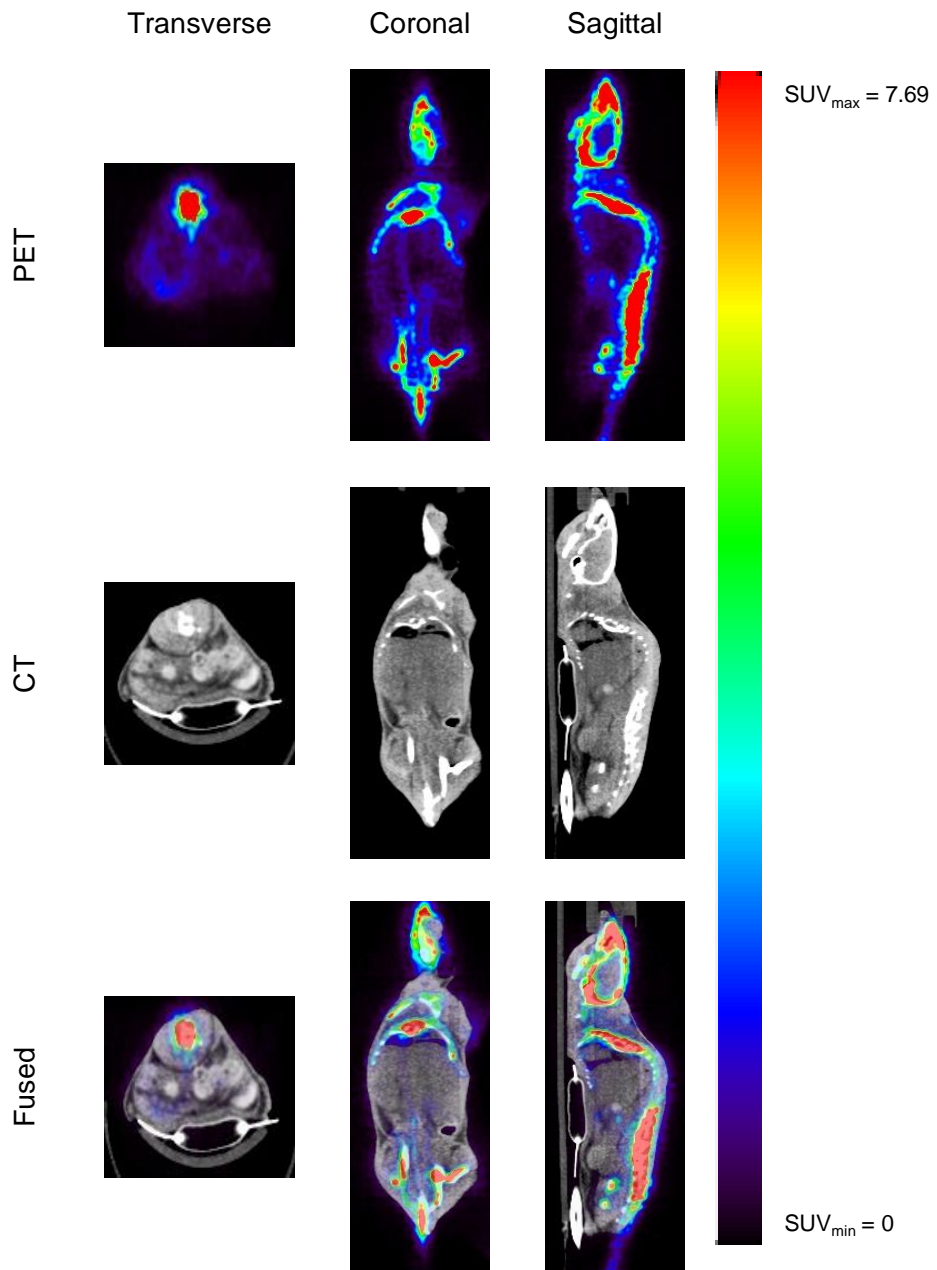 Transverse
Coronal
Sagittal
SUVmax = 7.69
PET
CT
Fused
SUVmin = 0